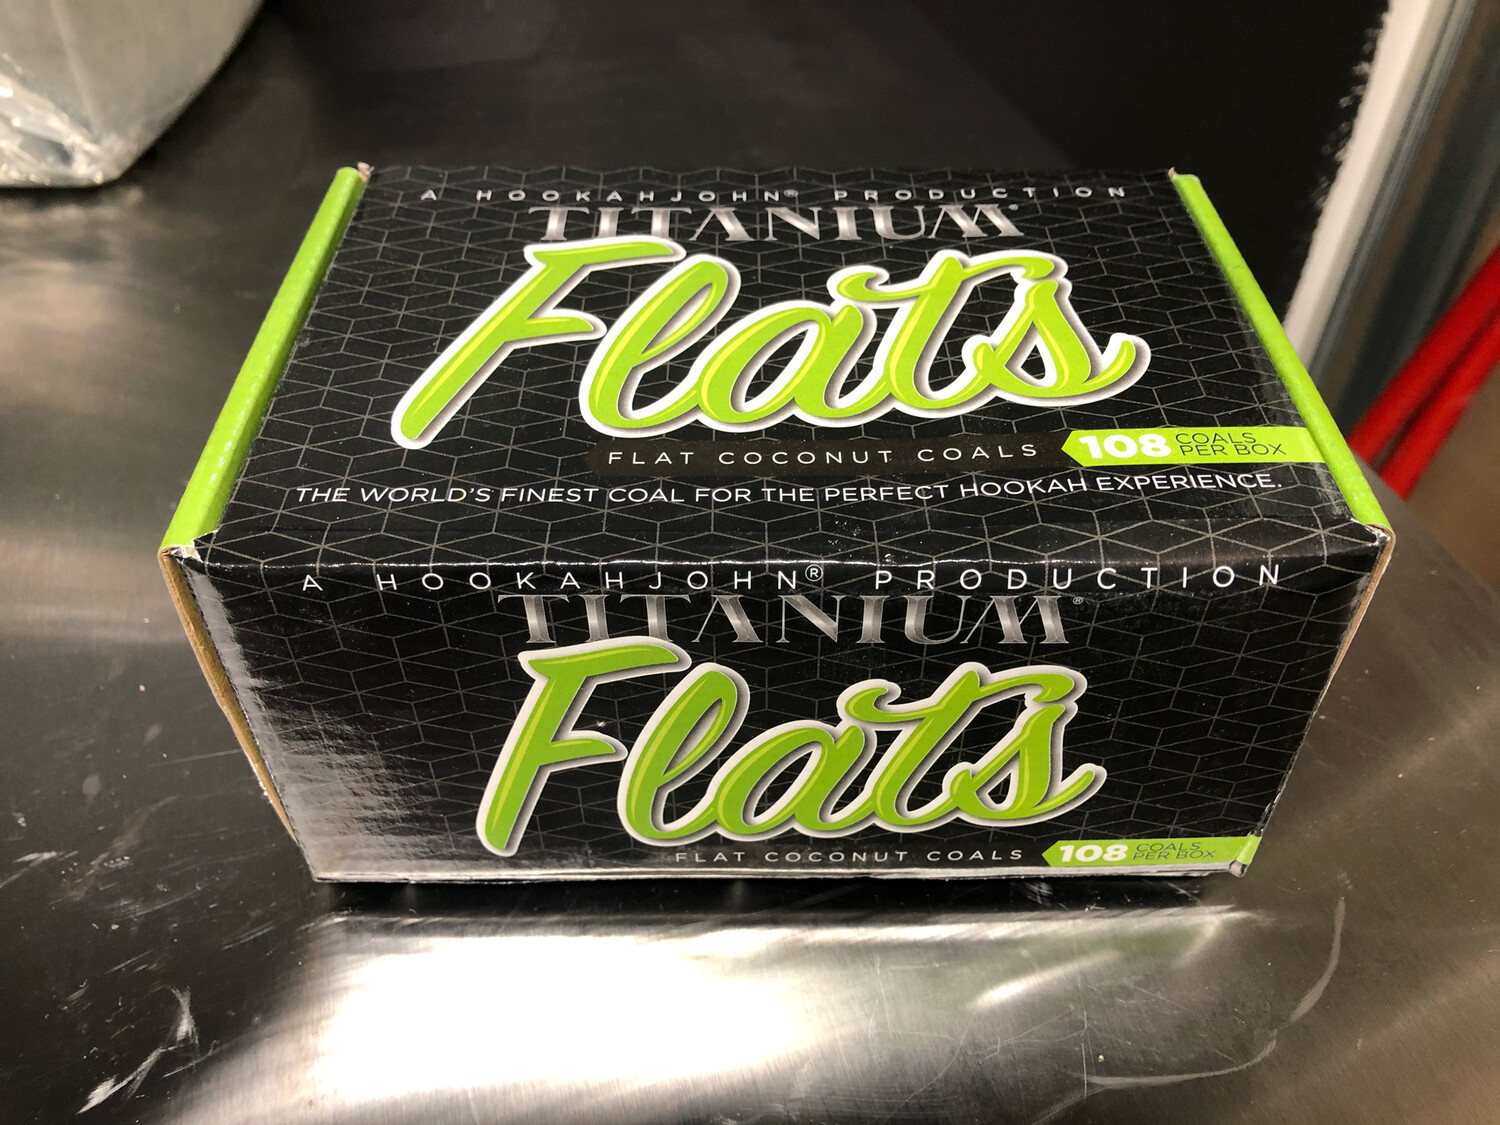 A HOOKAHJOHN® PRODUCTION
TITANIUM®
Flats
FLAT COCONUT COALS
108 COALS
PER BOX
THE WORLD'S FINEST COAL FOR THE PERFECT HOOKAH EXPERIENCE.
A HOOKAHJOHN® PRODUCTION
TITANIUM®
Flats
FLAT COCONUT COALS
108 COALS
PER BOX